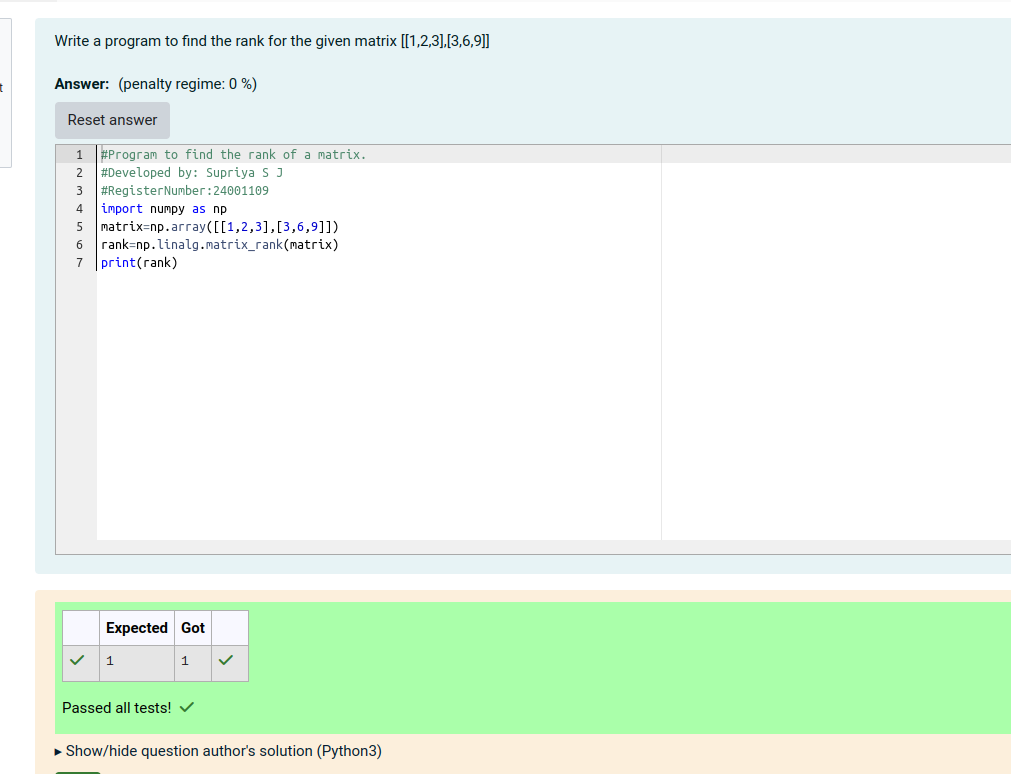 Write a program to find the rank for the given matrix [[1,2,3],[3,6,9]]
t
Answer: (penalty regime: 0 %)
Reset answer
1 #Program to find the rank of a matrix.
2 #Developed by: Supriya S J
3 #RegisterNumber:24001109
4 import numpy as np
5 matrix=np.array([[1,2,3],[3,6,9]])
6 rank=np.linalg.matrix_rank(matrix)
7 print(rank)
Expected Got
1 1
Passed all tests!
Show/hide question author's solution (Python3)